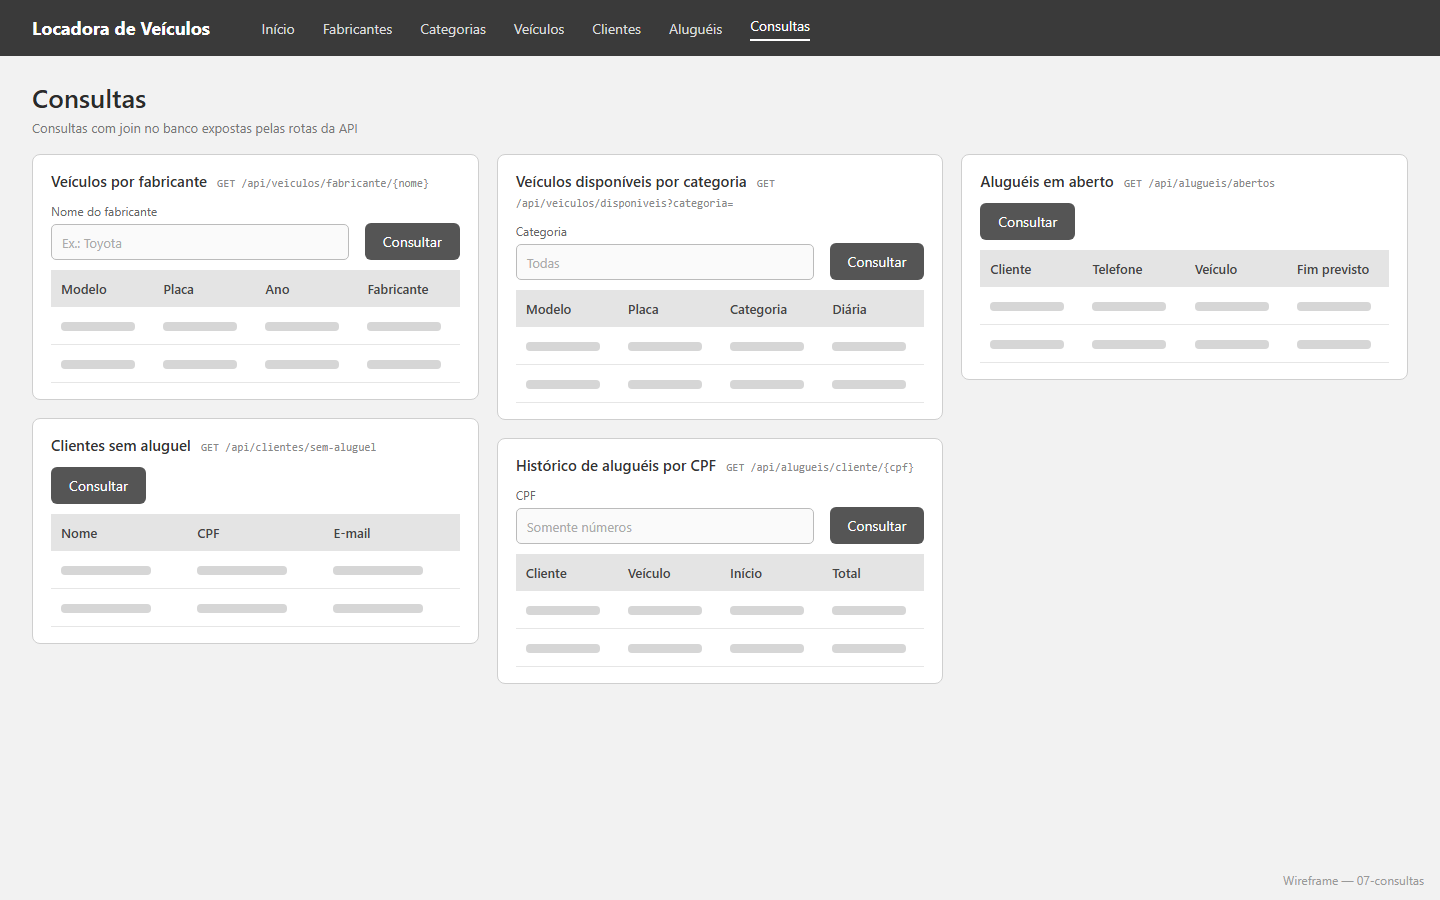 Locadora de Veículos
Início Fabricantes Categorias Veículos Clientes Aluguéis Consultas
Consultas
Consultas com join no banco expostas pelas rotas da API
Veículos por fabricante GET /api/veiculos/fabricante/{nome}
Nome do fabricante
Ex.: Toyota Consultar
Modelo Placa Ano Fabricante
Clientes sem aluguel GET /api/clientes/sem-aluguel
Consultar
Nome CPF E-mail
Veículos disponíveis por categoria GET
/api/veiculos/disponiveis?categoria=
Categoria
Todas Consultar
Modelo Placa Categoria Diária
Histórico de aluguéis por CPF GET /api/alugueis/cliente/{cpf}
CPF
Somente números Consultar
Cliente Veículo Início Total
Aluguéis em aberto GET /api/alugueis/abertos
Consultar
Cliente Telefone Veículo Fim previsto
Wireframe — 07-consultas